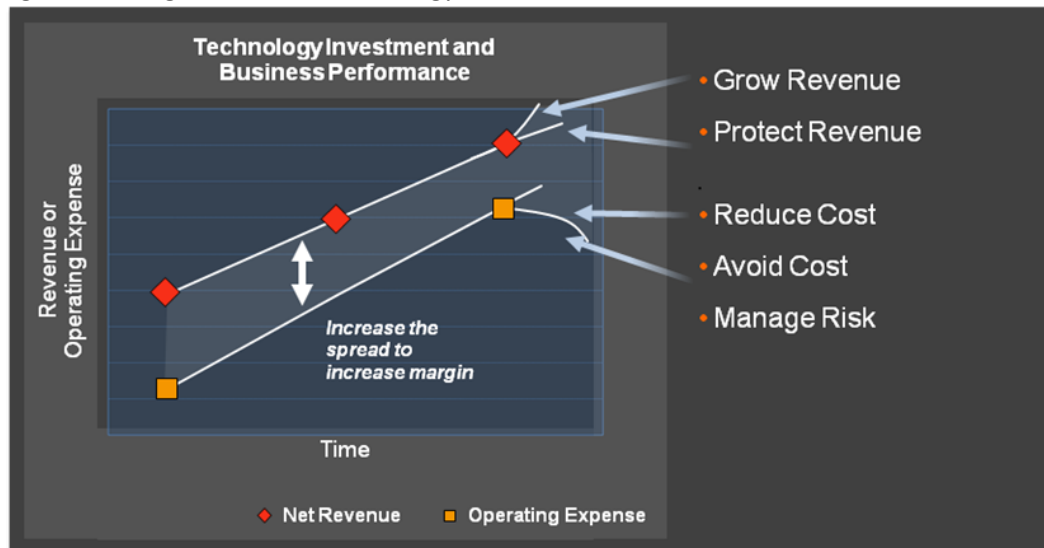 Technology Investment and
Business Performance
Revenue or
Operating Expense
Increase the
spread to
increase margin
Time
Net Revenue
Operating Expense
• Grow Revenue
• Protect Revenue
• Reduce Cost
• Avoid Cost
• Manage Risk